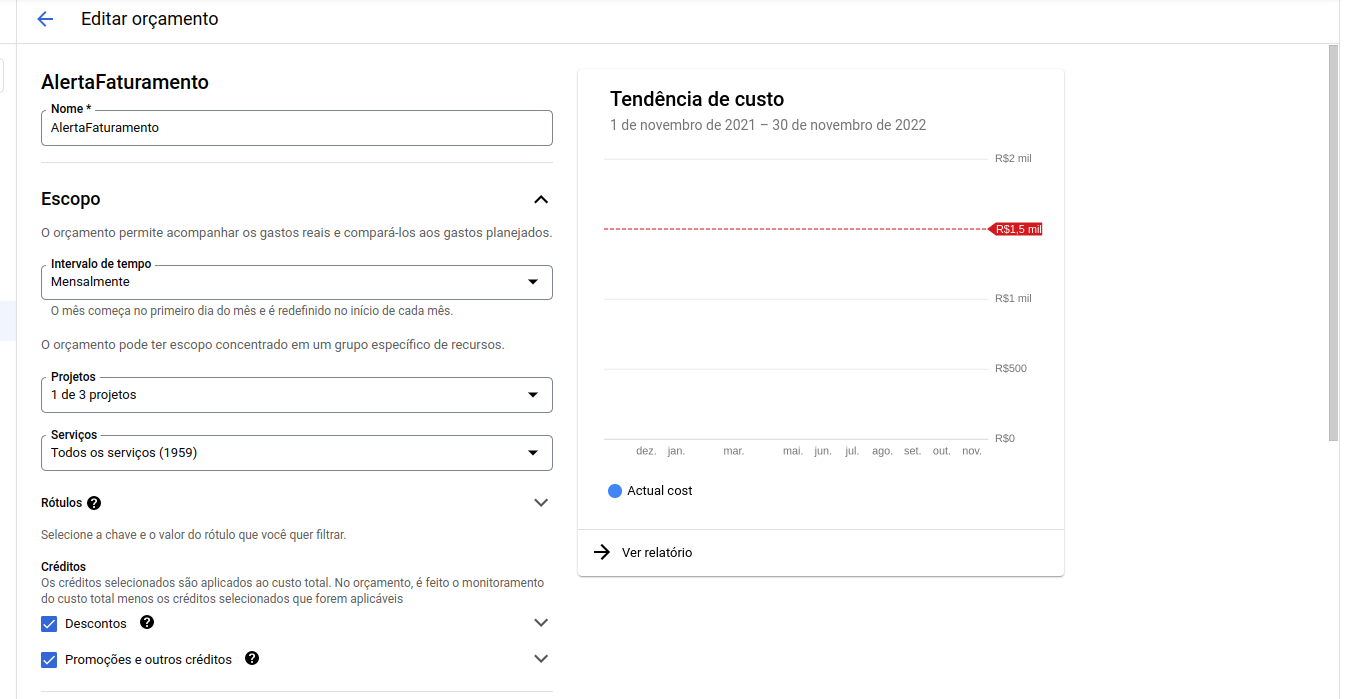 Editar orçamento
AlertaFaturamento
Nome *
AlertaFaturamento
Escopo
O orçamento permite acompanhar os gastos reais e compará-los aos gastos planejados.
Intervalo de tempo
Mensalmente
O mês começa no primeiro dia do mês e é redefinido no início de cada mês.
O orçamento pode ter escopo concentrado em um grupo específico de recursos.
Projetos
1 de 3 projetos
Serviços
Todos os serviços (1959)
Rótulos
Selecione a chave e o valor do rótulo que você quer filtrar.
Créditos
Os créditos selecionados são aplicados ao custo total. No orçamento, é feito o monitoramento
do custo total menos os créditos selecionados que forem aplicáveis
Descontos
Promoções e outros créditos
Tendência de custo
1 de novembro de 2021 – 30 de novembro de 2022
R$2 mil
R$1,5 mil
R$1 mil
R$500
R$0
dez. jan. mar. mai. jun. jul. ago. set. out. nov.
Actual cost
Ver relatório